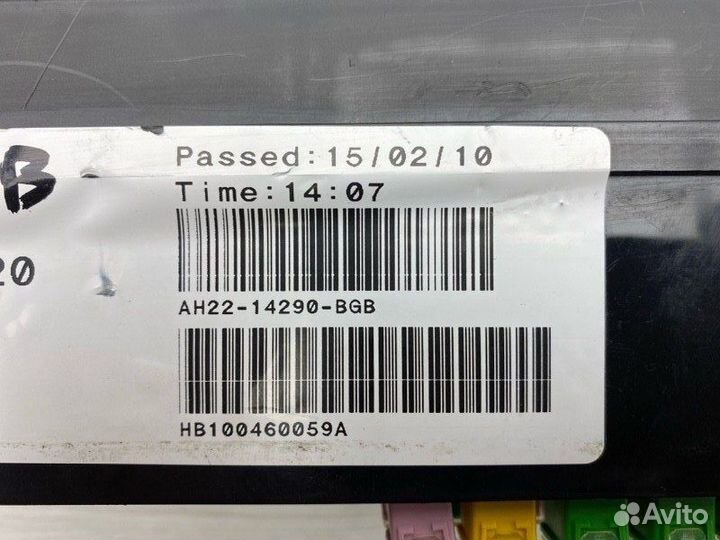 Passed:15/02/10
B
Time:14:07
20
AH22-14290-BGB
HB100460059A
Avito